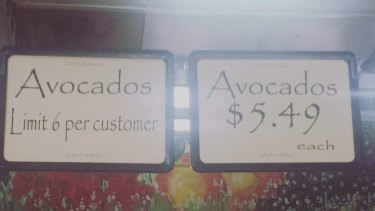 Avocados
Limit 6 per customer
Avocados
$5.49
each